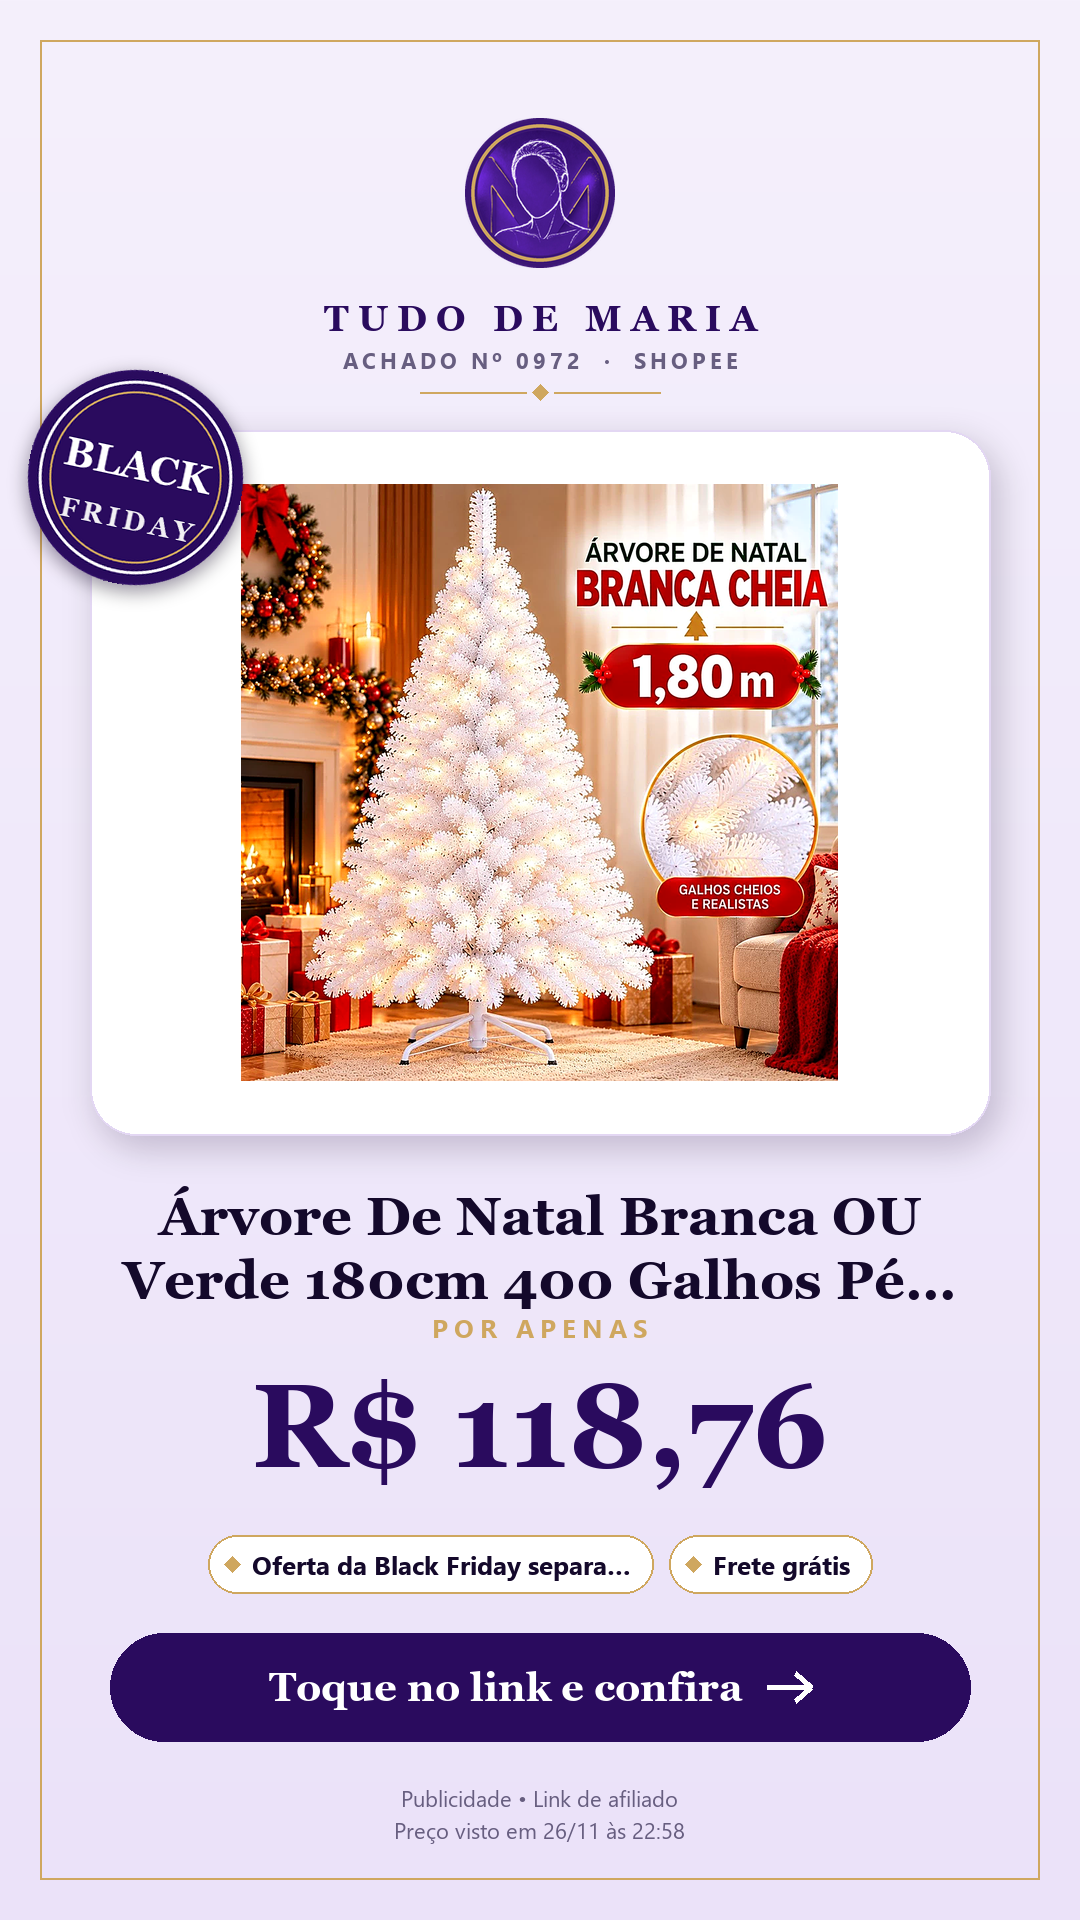 TUDO DE MARIA
ACHADO Nº 0972 · SHOPEE
BLACK
FRIDAY
ÁRVORE DE NATAL
BRANCA CHEIA
1,80 m
GALHOS CHEIOS
E REALISTAS
Árvore De Natal Branca OU
Verde 180cm 400 Galhos Pé...
POR APENAS
R$ 118,76
Oferta da Black Friday separa...
Frete grátis
Toque no link e confira →
Publicidade • Link de afiliado
Preço visto em 26/11 às 22:58